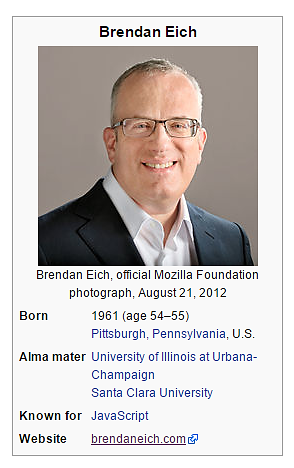 Brendan Eich
Brendan Eich, official Mozilla Foundation
photograph, August 21, 2012
Born 1961 (age 54–55)
Pittsburgh, Pennsylvania, U.S.
Alma mater University of Illinois at Urbana-
Champaign
Santa Clara University
Known for JavaScript
Website brendaneich.com